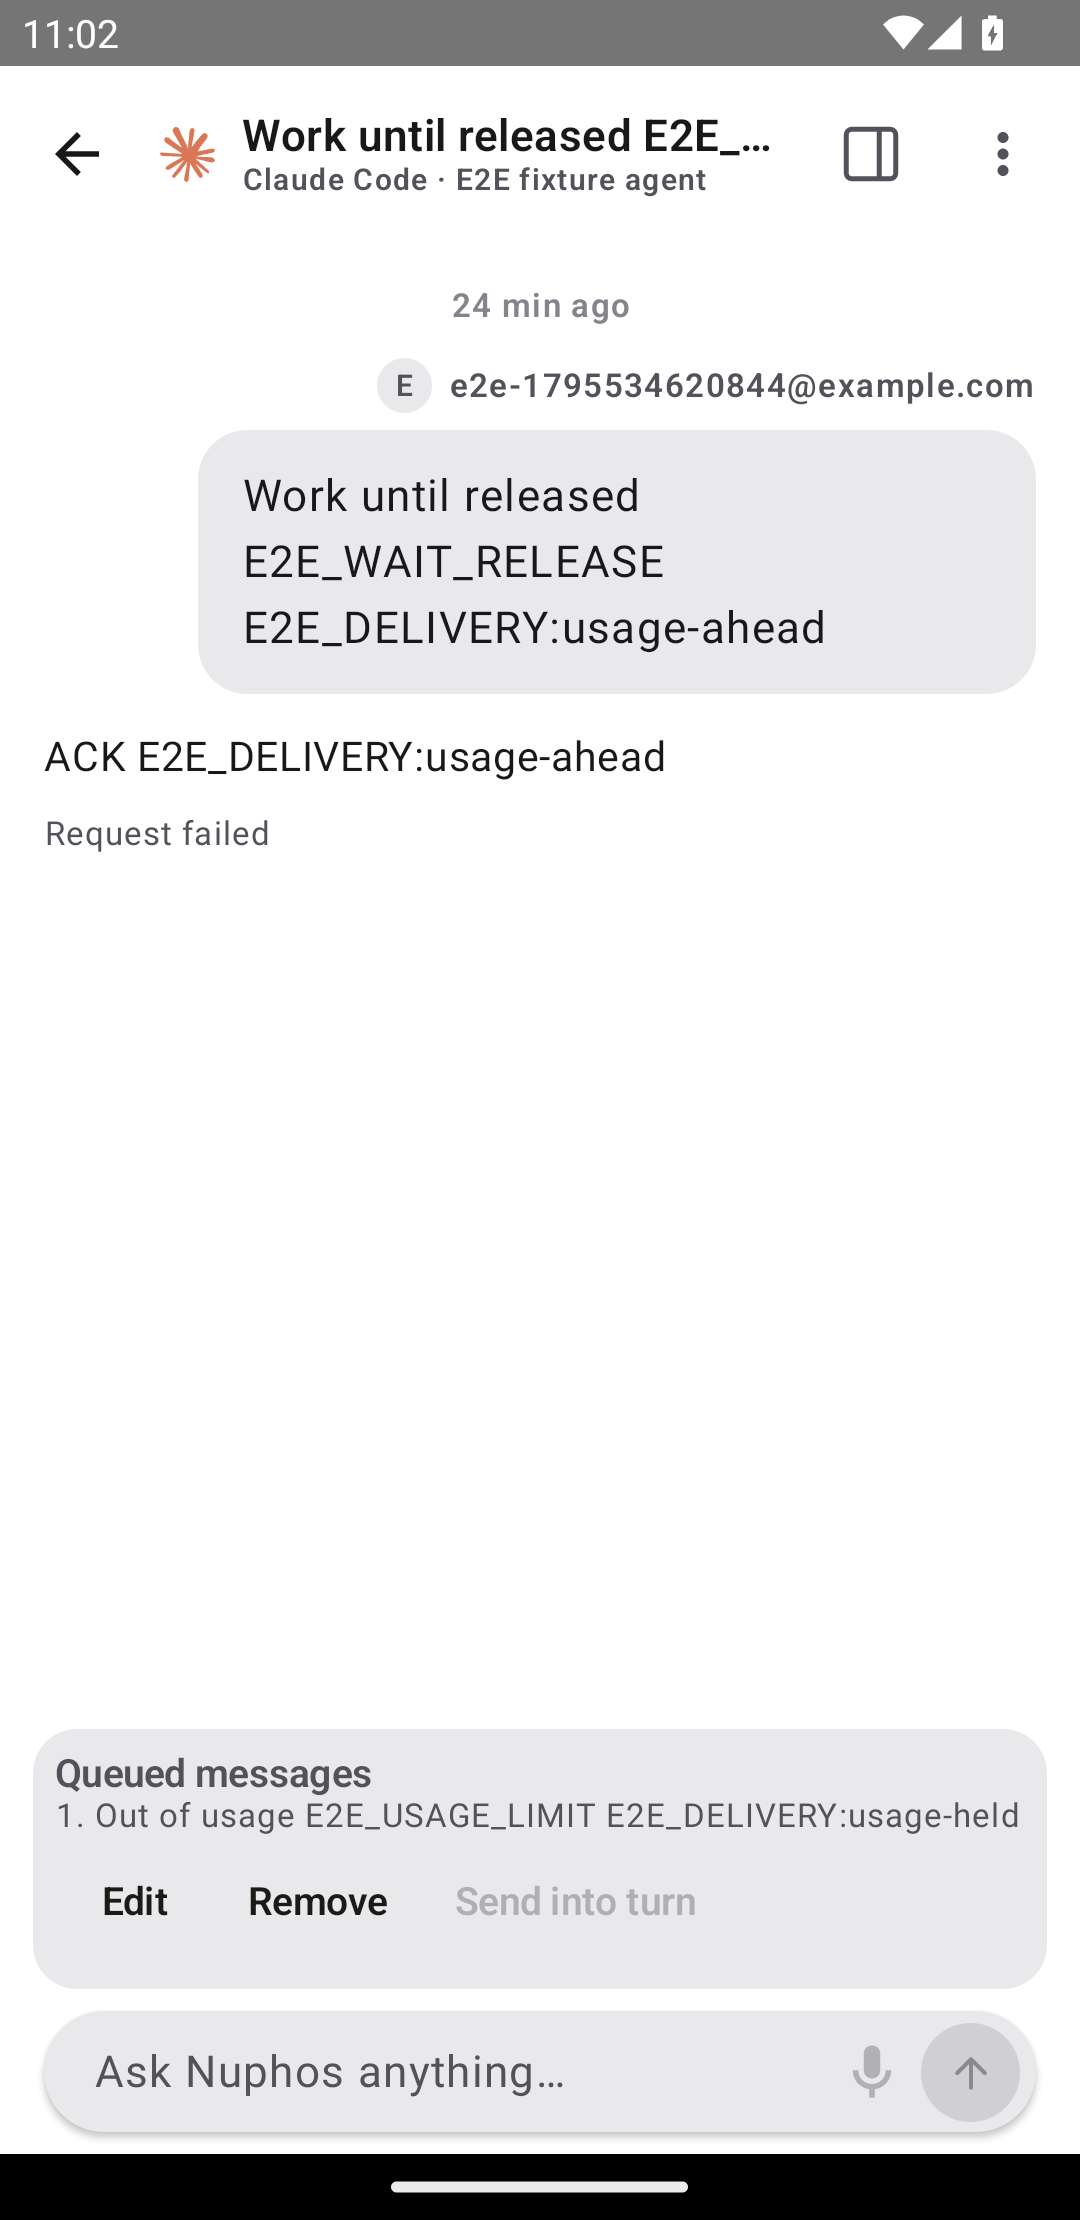 11:02
Work until released E2E_...
Claude Code · E2E fixture agent
24 min ago
E e2e-1795534620844@example.com
Work until released
E2E_WAIT_RELEASE
E2E_DELIVERY:usage-ahead
ACK E2E_DELIVERY:usage-ahead
Request failed
Queued messages
1. Out of usage E2E_USAGE_LIMIT E2E_DELIVERY:usage-held
Edit Remove Send into turn
Ask Nuphos anything...